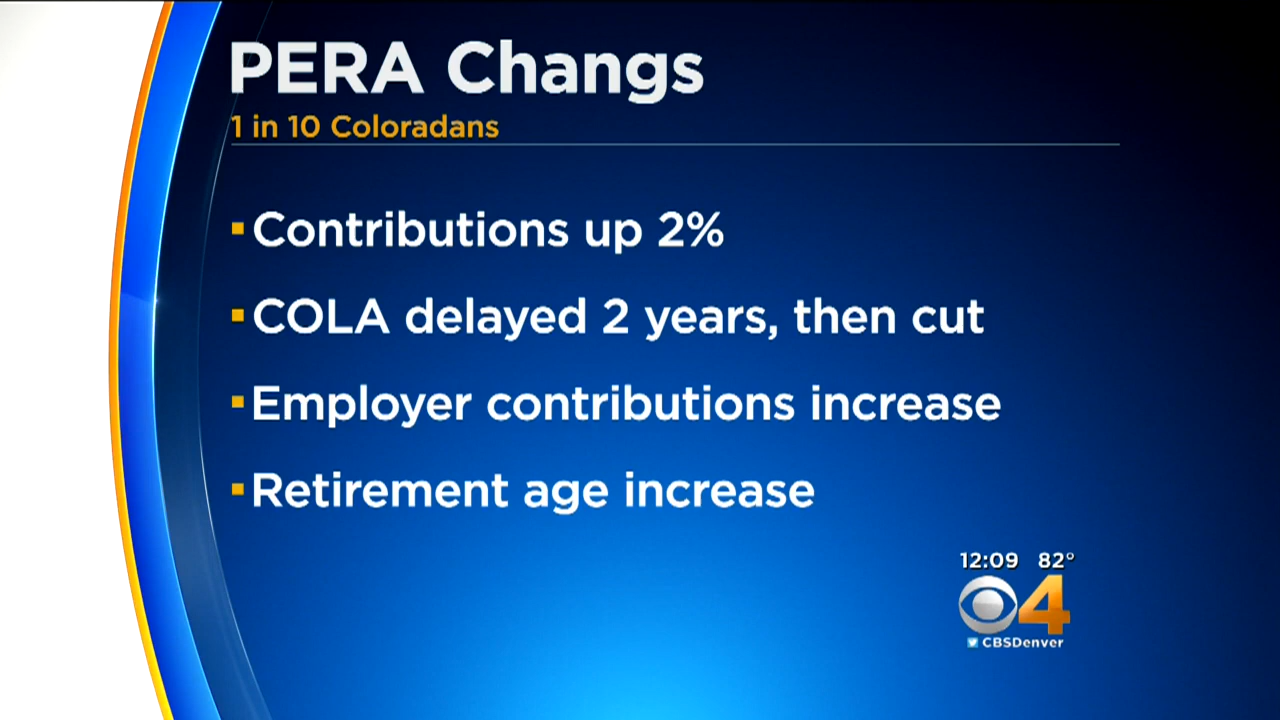 PERA Changs
1 in 10 Coloradans
Contributions up 2%
COLA delayed 2 years, then cut
Employer contributions increase
Retirement age increase
12:09 82°
4
CBSDenver